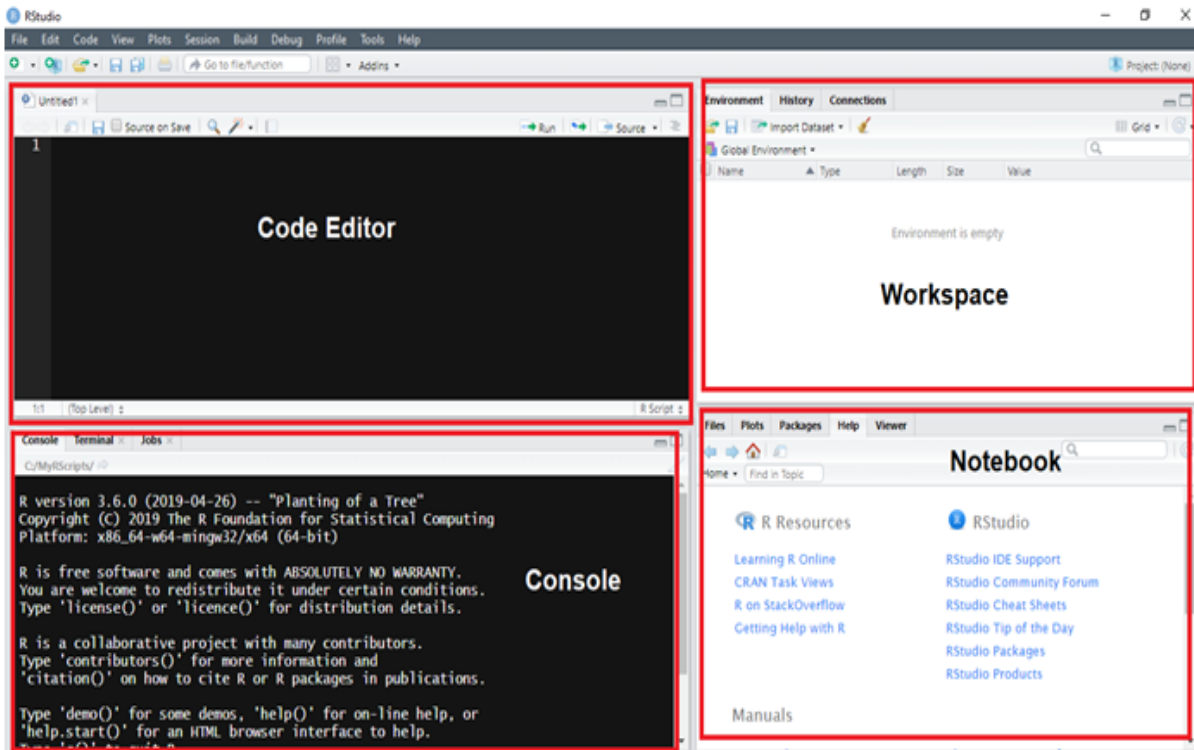 RStudio
File Edit Code View Plots Session Build Debug Profile Tools Help
Go to file/function Addins
Project: (None)
Untitled1
Source on Save Run Source
1
Code Editor
1:1 (Top Level) R Script
Environment History Connections
Import Dataset Grid
Global Environment
Name Type Length Size Value
Environment is empty
Workspace
Console Terminal Jobs
C:/MyRScripts/
R version 3.6.0 (2019-04-26) -- "Planting of a Tree"
Copyright (C) 2019 The R Foundation for Statistical Computing
Platform: x86_64-w64-mingw32/x64 (64-bit)
R is free software and comes with ABSOLUTELY NO WARRANTY.
You are welcome to redistribute it under certain conditions.
Type 'license()' or 'licence()' for distribution details.
Console
R is a collaborative project with many contributors.
Type 'contributors()' for more information and
'citation()' on how to cite R or R packages in publications.
Type 'demo()' for some demos, 'help()' for on-line help, or
'help.start()' for an HTML browser interface to help.
Files Plots Packages Help Viewer
Notebook
Home Find in Topic
R Resources
Learning R Online
CRAN Task Views
R on StackOverflow
Getting Help with R
RStudio
RStudio IDE Support
RStudio Community Forum
RStudio Cheat Sheets
RStudio Tip of the Day
RStudio Packages
RStudio Products
Manuals